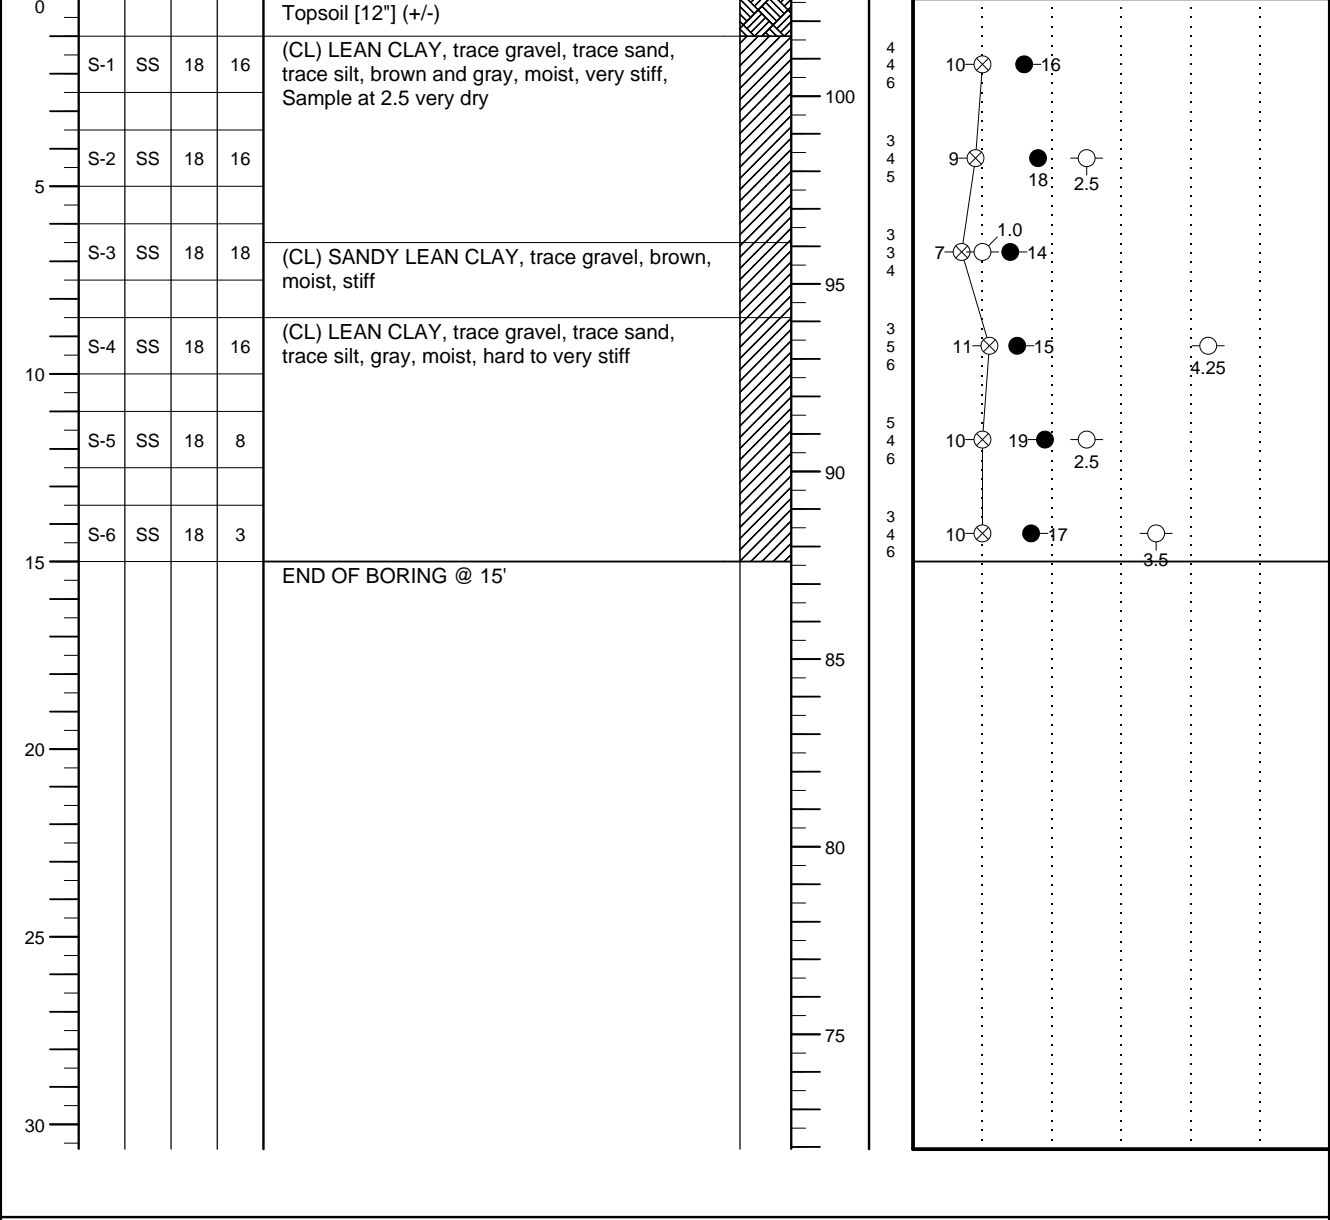 0
Topsoil [12"] (+/-)
S-1 SS 18 16
(CL) LEAN CLAY, trace gravel, trace sand,
trace silt, brown and gray, moist, very stiff,
Sample at 2.5 very dry
100
4
4
6
10 16
S-2 SS 18 16
3
4
5
9 18 2.5
5
S-3 SS 18 18
(CL) SANDY LEAN CLAY, trace gravel, brown,
moist, stiff
95
3
3
4
7 1.0 14
S-4 SS 18 16
(CL) LEAN CLAY, trace gravel, trace sand,
trace silt, gray, moist, hard to very stiff
3
5
6
11 15 4.25
10
S-5 SS 18 8
90
5
4
6
10 19 2.5
S-6 SS 18 3
3
4
6
10 17 3.5
15
END OF BORING @ 15'
85
20
80
25
75
30